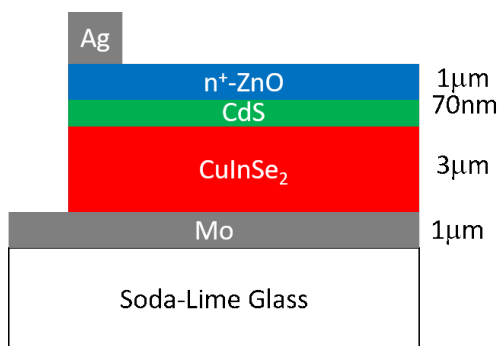 Ag
n⁺-ZnO 1μm
CdS 70nm
CuInSe₂ 3μm
Mo 1μm
Soda-Lime Glass